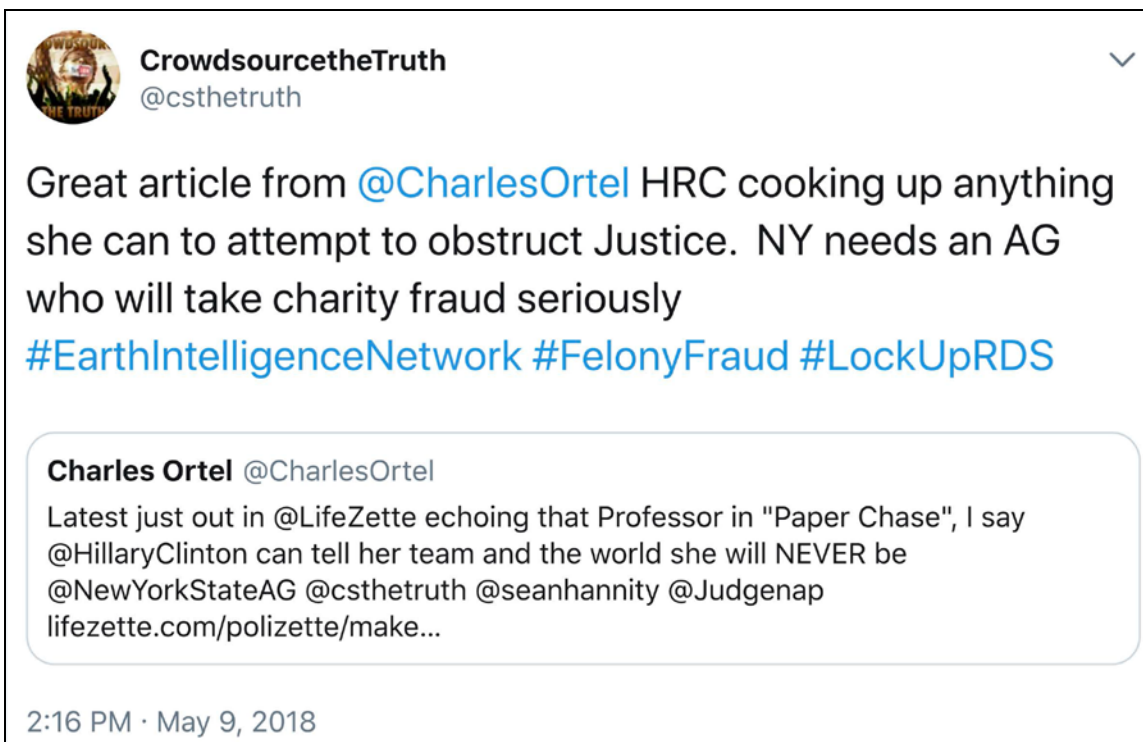 OWDSOUR
THE TRUTH
CrowdsourcetheTruth
@csthetruth
Great article from @CharlesOrtel HRC cooking up anything
she can to attempt to obstruct Justice.  NY needs an AG
who will take charity fraud seriously
#EarthIntelligenceNetwork #FelonyFraud #LockUpRDS
Charles Ortel @CharlesOrtel
Latest just out in @LifeZette echoing that Professor in "Paper Chase", I say
@HillaryClinton can tell her team and the world she will NEVER be
@NewYorkStateAG @csthetruth @seanhannity @Judgenap
lifezette.com/polizette/make...
2:16 PM · May 9, 2018